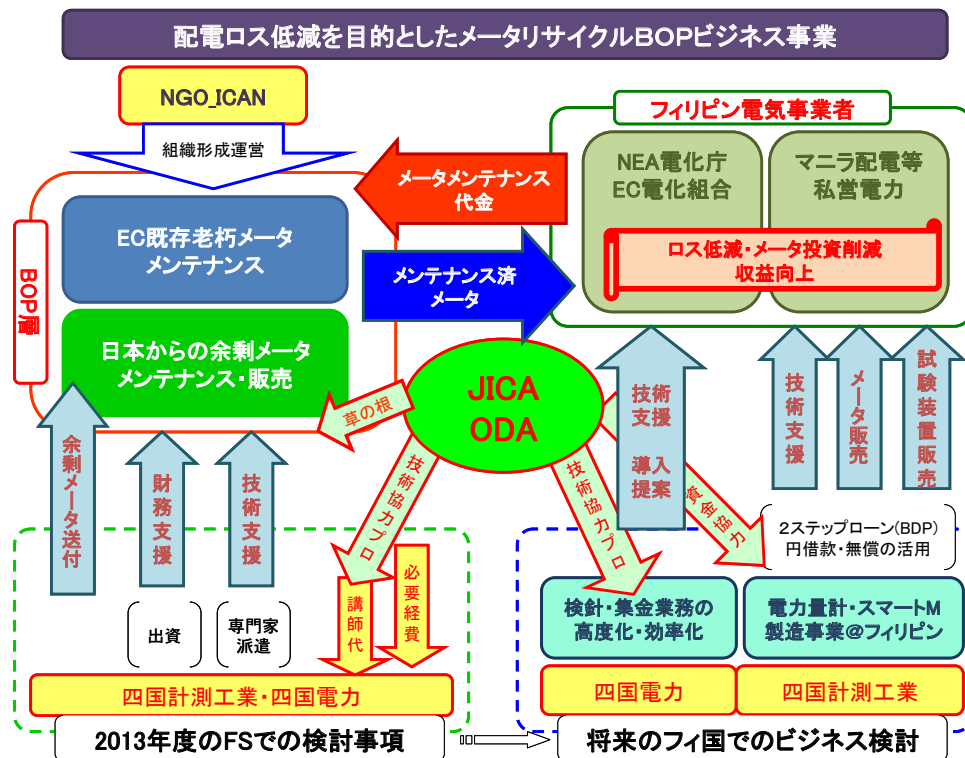 配電ロス低減を目的としたメータリサイクルBOPビジネス事業
NGO_ICAN
組織形成運営
BOP層
EC既存老朽メータ
メンテナンス
日本からの余剰メータ
メンテナンス・販売
メータメンテナンス
代金
メンテナンス済
メータ
フィリピン電気事業者
NEA電化庁
EC電化組合
マニラ配電等
私営電力
ロス低減・メータ投資削減
収益向上
JICA
ODA
草の根
技術協力プロ
技術協力プロ
資金協力
余剰メータ送付
財務支援
技術支援
技術
支援
導入
提案
技術支援
メータ販売
試験装置販売
出資
専門家
派遣
講師代
必要経費
2ステップローン(BDP)
円借款・無償の活用
検針・集金業務の
高度化・効率化
電力量計・スマートM
製造事業@フィリピン
四国計測工業・四国電力
四国電力
四国計測工業
2013年度のFSでの検討事項
将来のフィ国でのビジネス検討